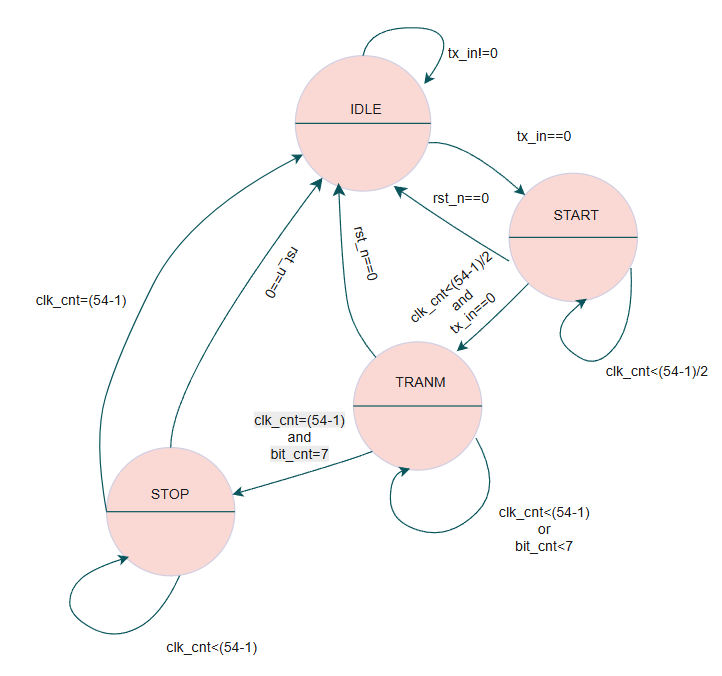 tx_in!=0
IDLE
tx_in==0
rst_n==0
START
rst_n==0
rst_n==0
clk_cnt<(54-1)/2
and
tx_in==0
clk_cnt=(54-1)
clk_cnt<(54-1)/2
TRANM
clk_cnt=(54-1)
and
bit_cnt=7
STOP
clk_cnt<(54-1)
or
bit_cnt<7
clk_cnt<(54-1)